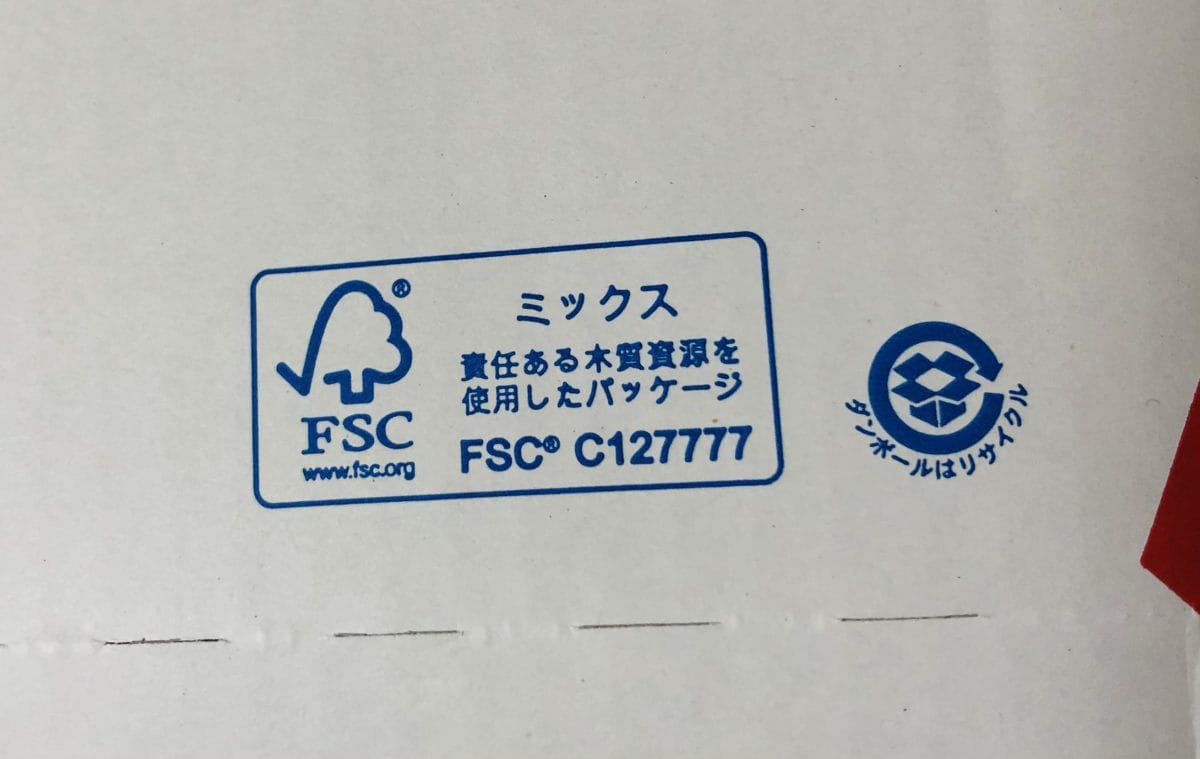 ®
FSC
www.fsc.org
ミックス
責任ある木質資源を
使用したパッケージ
FSC® C127777
ダンボールはリサイクル